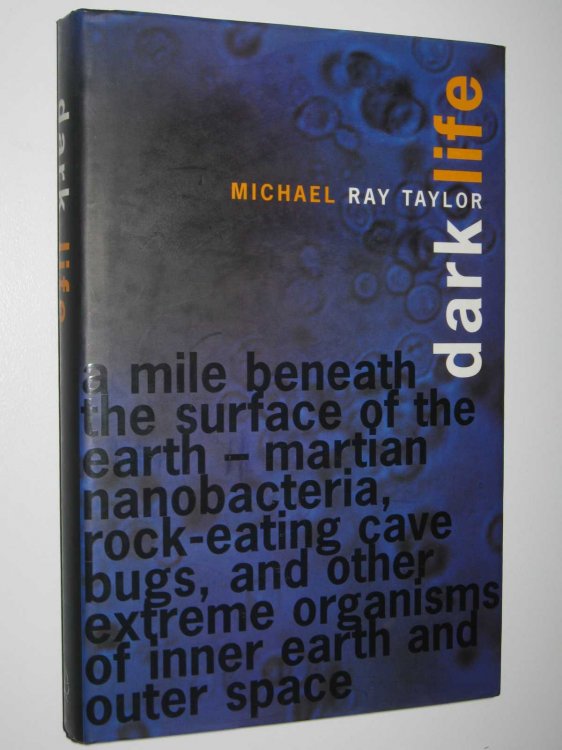 dark life
MICHAEL RAY TAYLOR
dark life
a mile beneath
the surface of the
earth – martian
nanobacteria,
rock-eating cave
bugs, and other
extreme organisms
of inner earth and
outer space